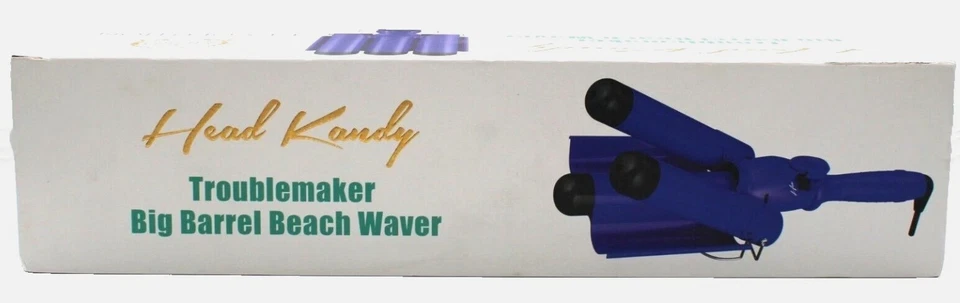 Head Kandy
Troublemaker
Big Barrel Beach Waver